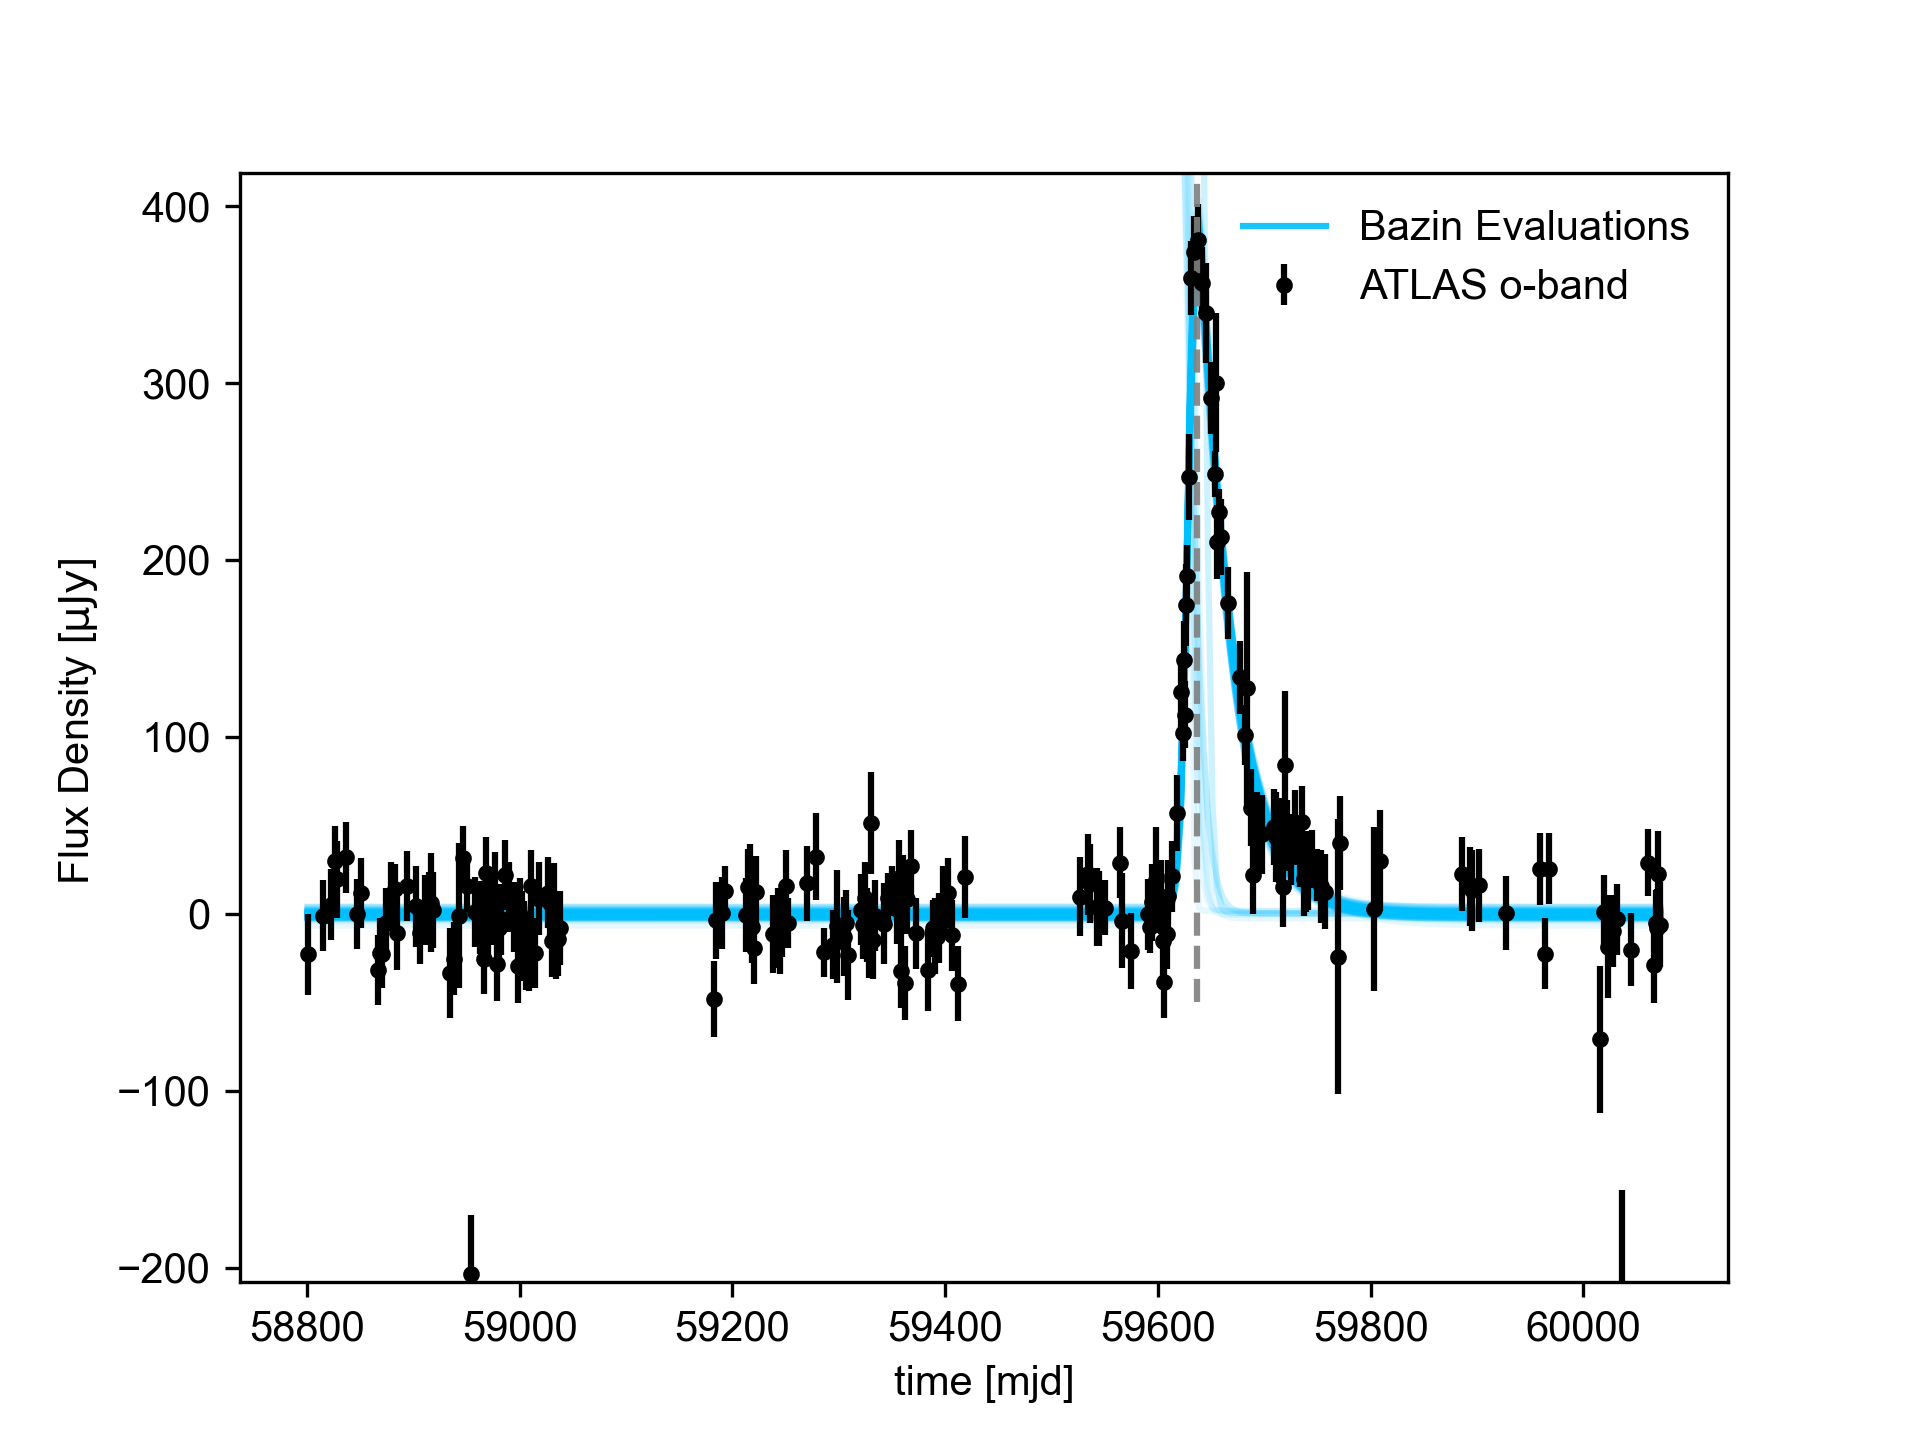 Bazin Evaluations
ATLAS o-band
400
300
200
100
0
−100
−200
Flux Density [µJy]
58800 59000 59200 59400 59600 59800 60000
time [mjd]